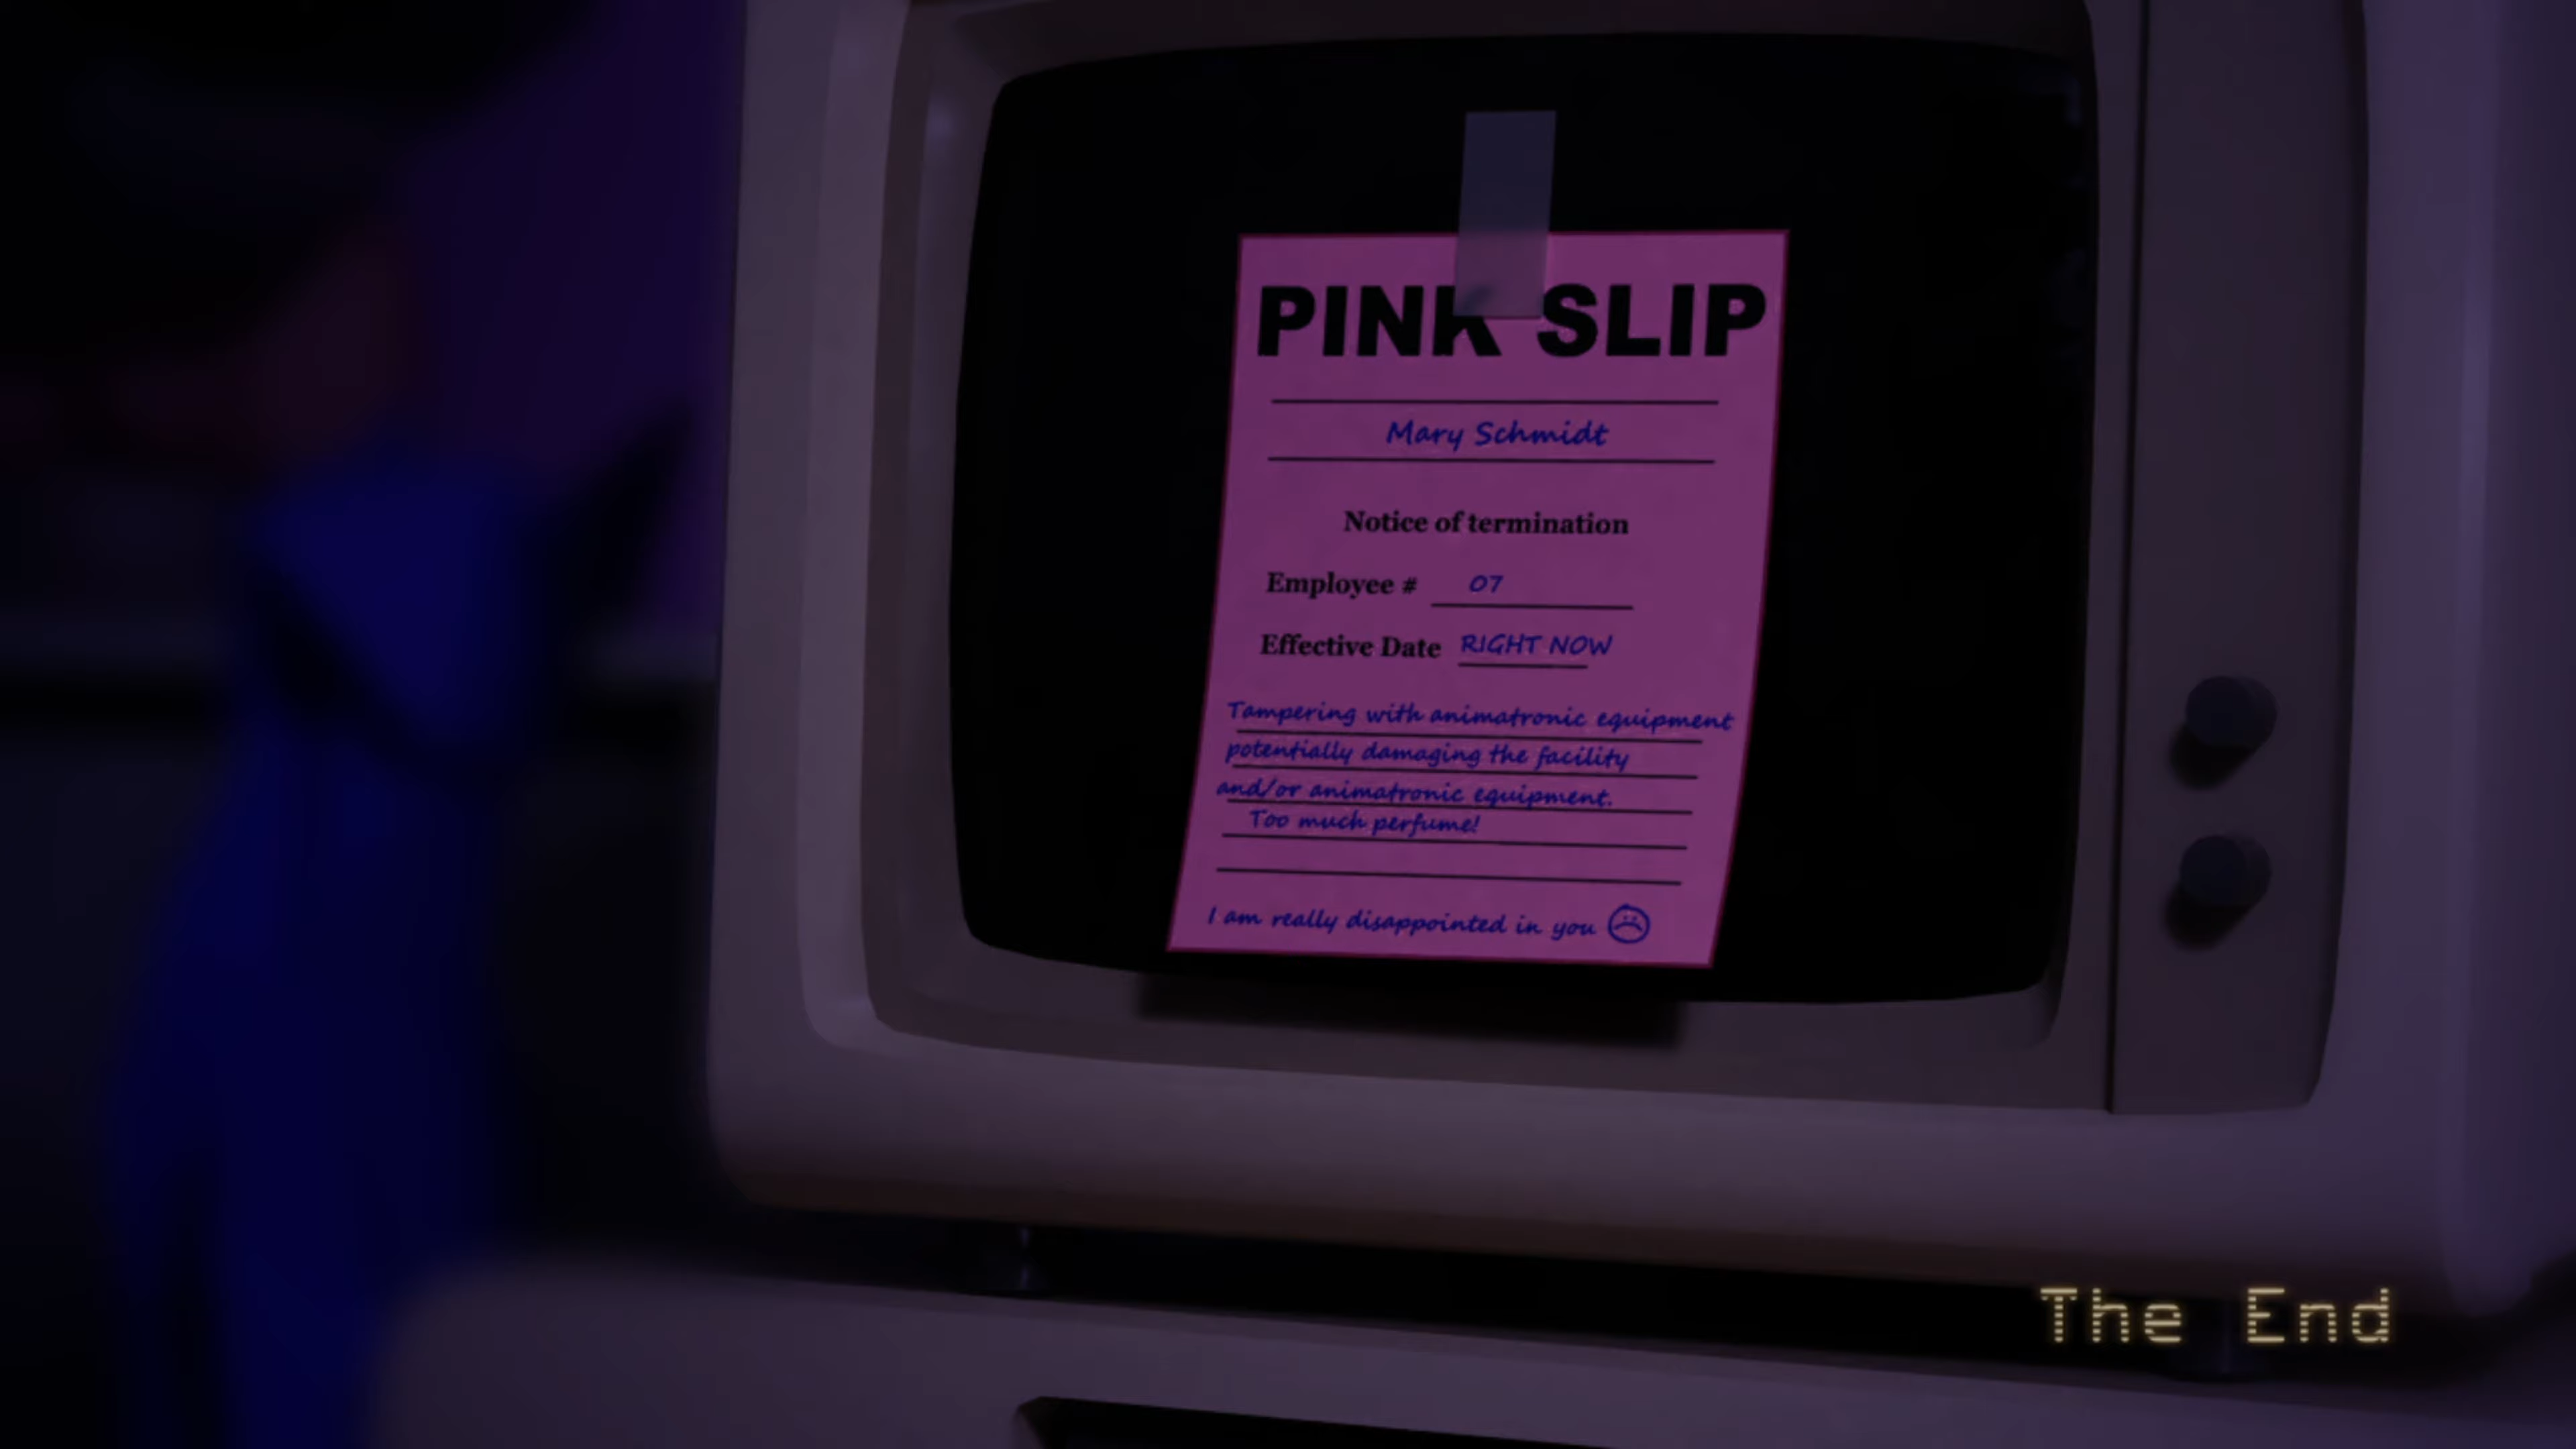 PINK SLIP
Mary Schmidt
Notice of termination
Employee # 07
Effective Date RIGHT NOW
Tampering with animatronic equipment
potentially damaging the facility
and/or animatronic equipment.
Too much perfume!
I am really disappointed in you
The End